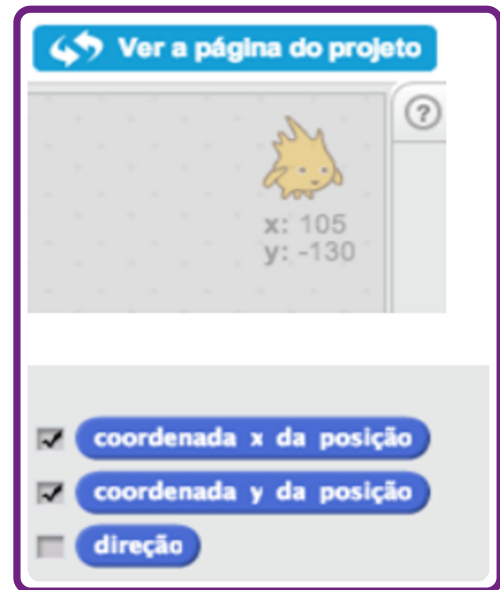 Ver a página do projeto
?
x: 105
y: -130
coordenada x da posição
coordenada y da posição
direção